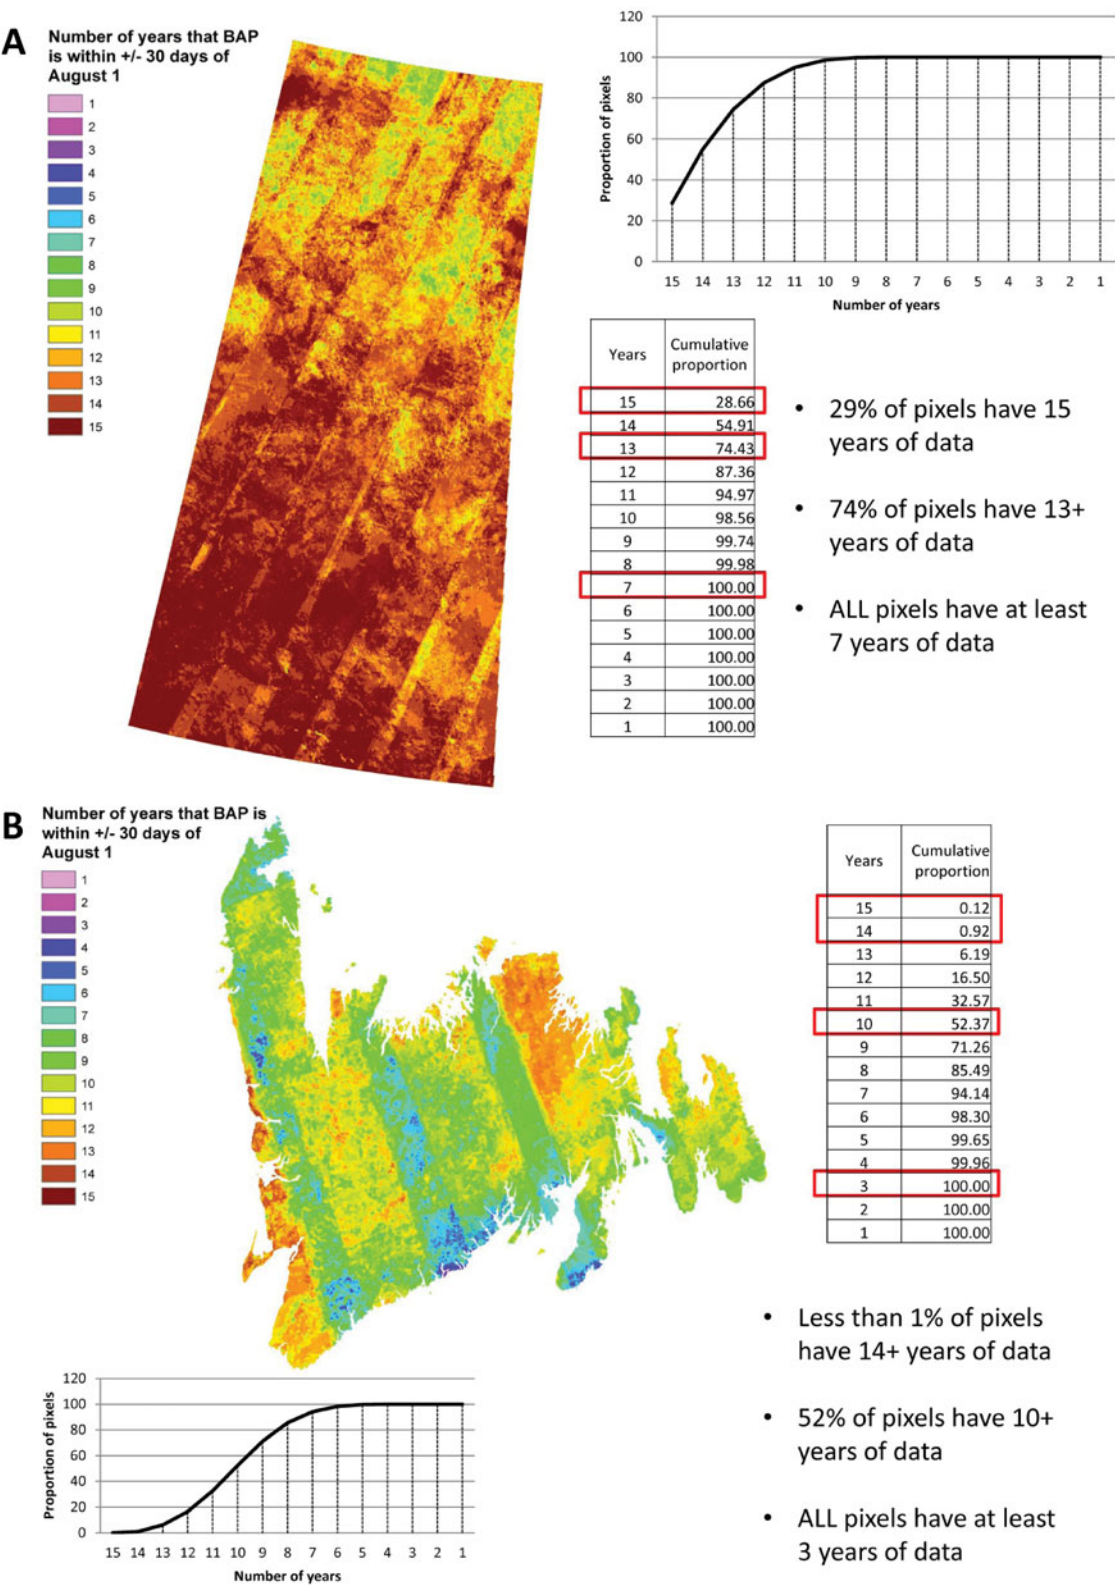 A
Number of years that BAP
is within +/- 30 days of
August 1
1
2
3
4
5
6
7
8
9
10
11
12
13
14
15
120
100
80
60
40
20
0
Proportion of pixels
15 14 13 12 11 10 9 8 7 6 5 4 3 2 1
Number of years
Years Cumulative proportion
15 28.66
14 54.91
13 74.43
12 87.36
11 94.97
10 98.56
9 99.74
8 99.98
7 100.00
6 100.00
5 100.00
4 100.00
3 100.00
2 100.00
1 100.00
• 29% of pixels have 15
years of data
• 74% of pixels have 13+
years of data
• ALL pixels have at least
7 years of data
B
Number of years that BAP is
within +/- 30 days of
August 1
1
2
3
4
5
6
7
8
9
10
11
12
13
14
15
Years Cumulative proportion
15 0.12
14 0.92
13 6.19
12 16.50
11 32.57
10 52.37
9 71.26
8 85.49
7 94.14
6 98.30
5 99.65
4 99.96
3 100.00
2 100.00
1 100.00
• Less than 1% of pixels
have 14+ years of data
• 52% of pixels have 10+
years of data
• ALL pixels have at least
3 years of data
120
100
80
60
40
20
0
Proportion of pixels
15 14 13 12 11 10 9 8 7 6 5 4 3 2 1
Number of years